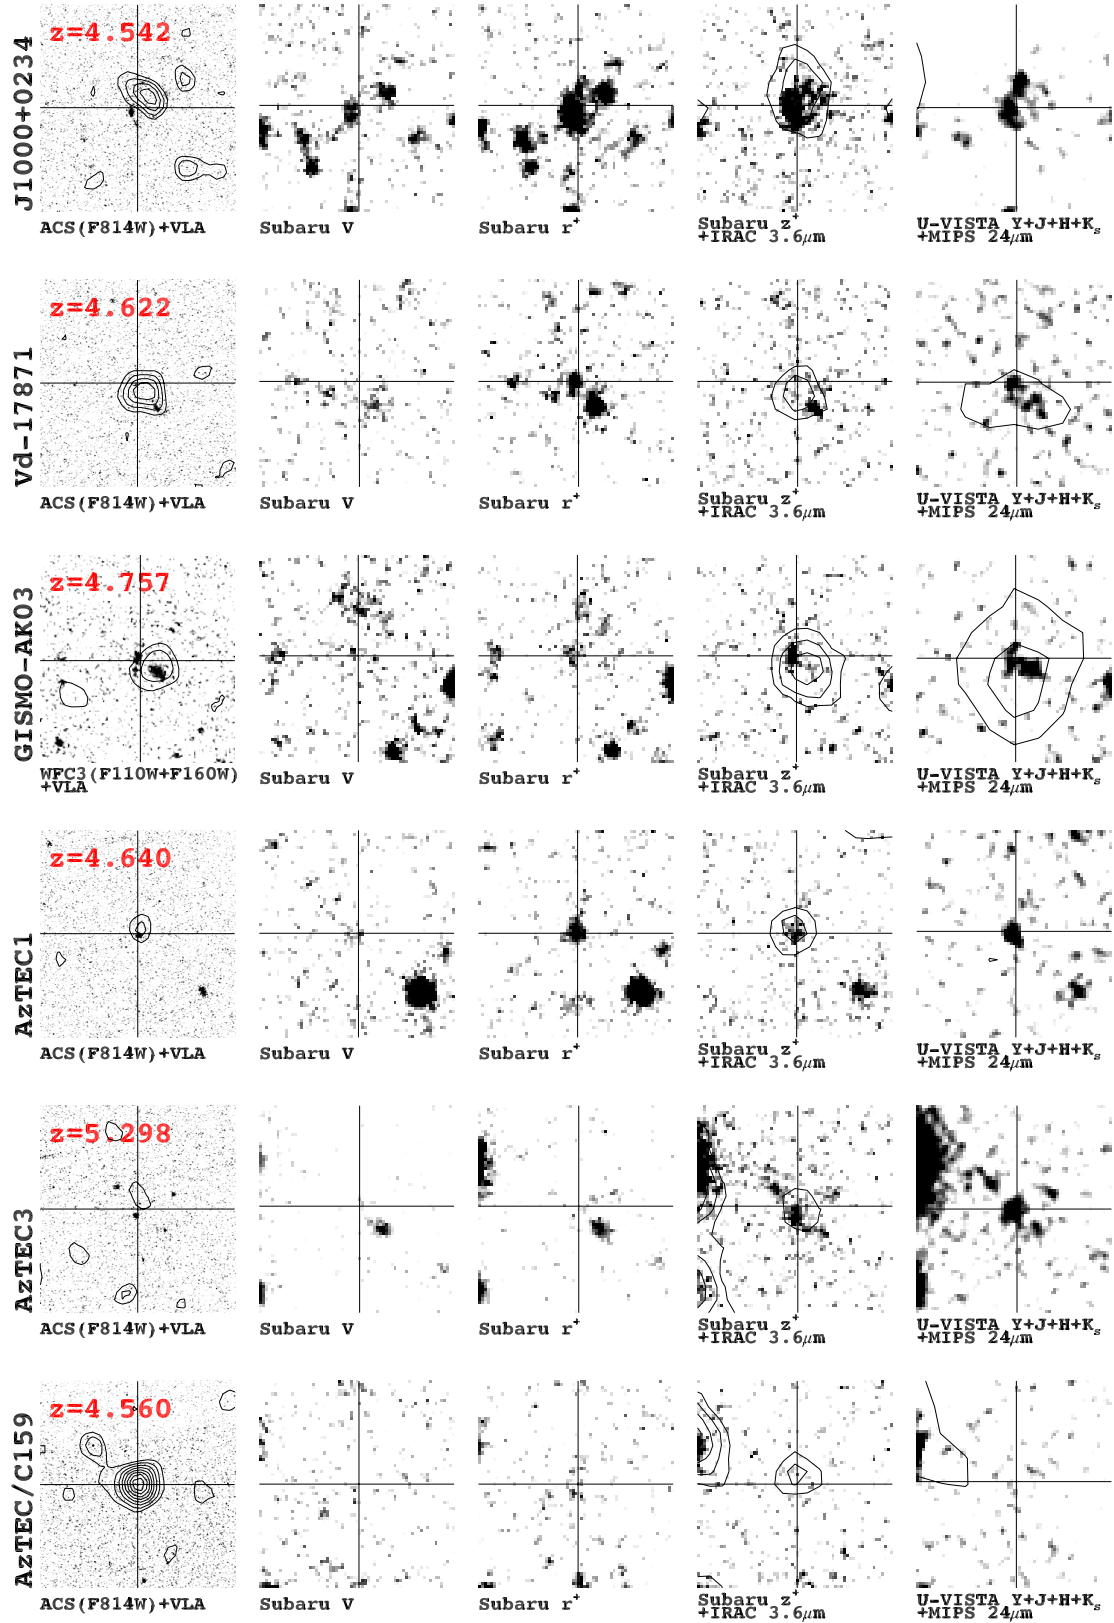 J1000+0234
z=4.542
ACS(F814W)+VLA
Subaru V
Subaru r⁺
Subaru z⁺
+IRAC 3.6μm
U-VISTA Y+J+H+Kₛ
+MIPS 24μm
Vd-17871
z=4.622
ACS(F814W)+VLA
Subaru V
Subaru r⁺
Subaru z⁺
+IRAC 3.6μm
U-VISTA Y+J+H+Kₛ
+MIPS 24μm
GISMO-AK03
z=4.757
WFC3(F110W+F160W)
+VLA
Subaru V
Subaru r⁺
Subaru z⁺
+IRAC 3.6μm
U-VISTA Y+J+H+Kₛ
+MIPS 24μm
AzTEC1
z=4.640
ACS(F814W)+VLA
Subaru V
Subaru r⁺
Subaru z⁺
+IRAC 3.6μm
U-VISTA Y+J+H+Kₛ
+MIPS 24μm
AzTEC3
z=5.298
ACS(F814W)+VLA
Subaru V
Subaru r⁺
Subaru z⁺
+IRAC 3.6μm
U-VISTA Y+J+H+Kₛ
+MIPS 24μm
AzTEC/C159
z=4.560
ACS(F814W)+VLA
Subaru V
Subaru r⁺
Subaru z⁺
+IRAC 3.6μm
U-VISTA Y+J+H+Kₛ
+MIPS 24μm